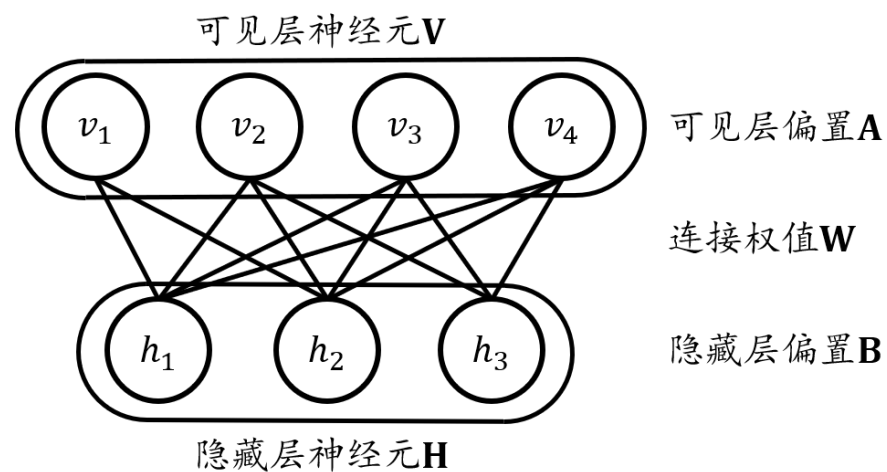 可见层神经元V
v₁ v₂ v₃ v₄
可见层偏置A
连接权值W
h₁ h₂ h₃
隐藏层偏置B
隐藏层神经元H